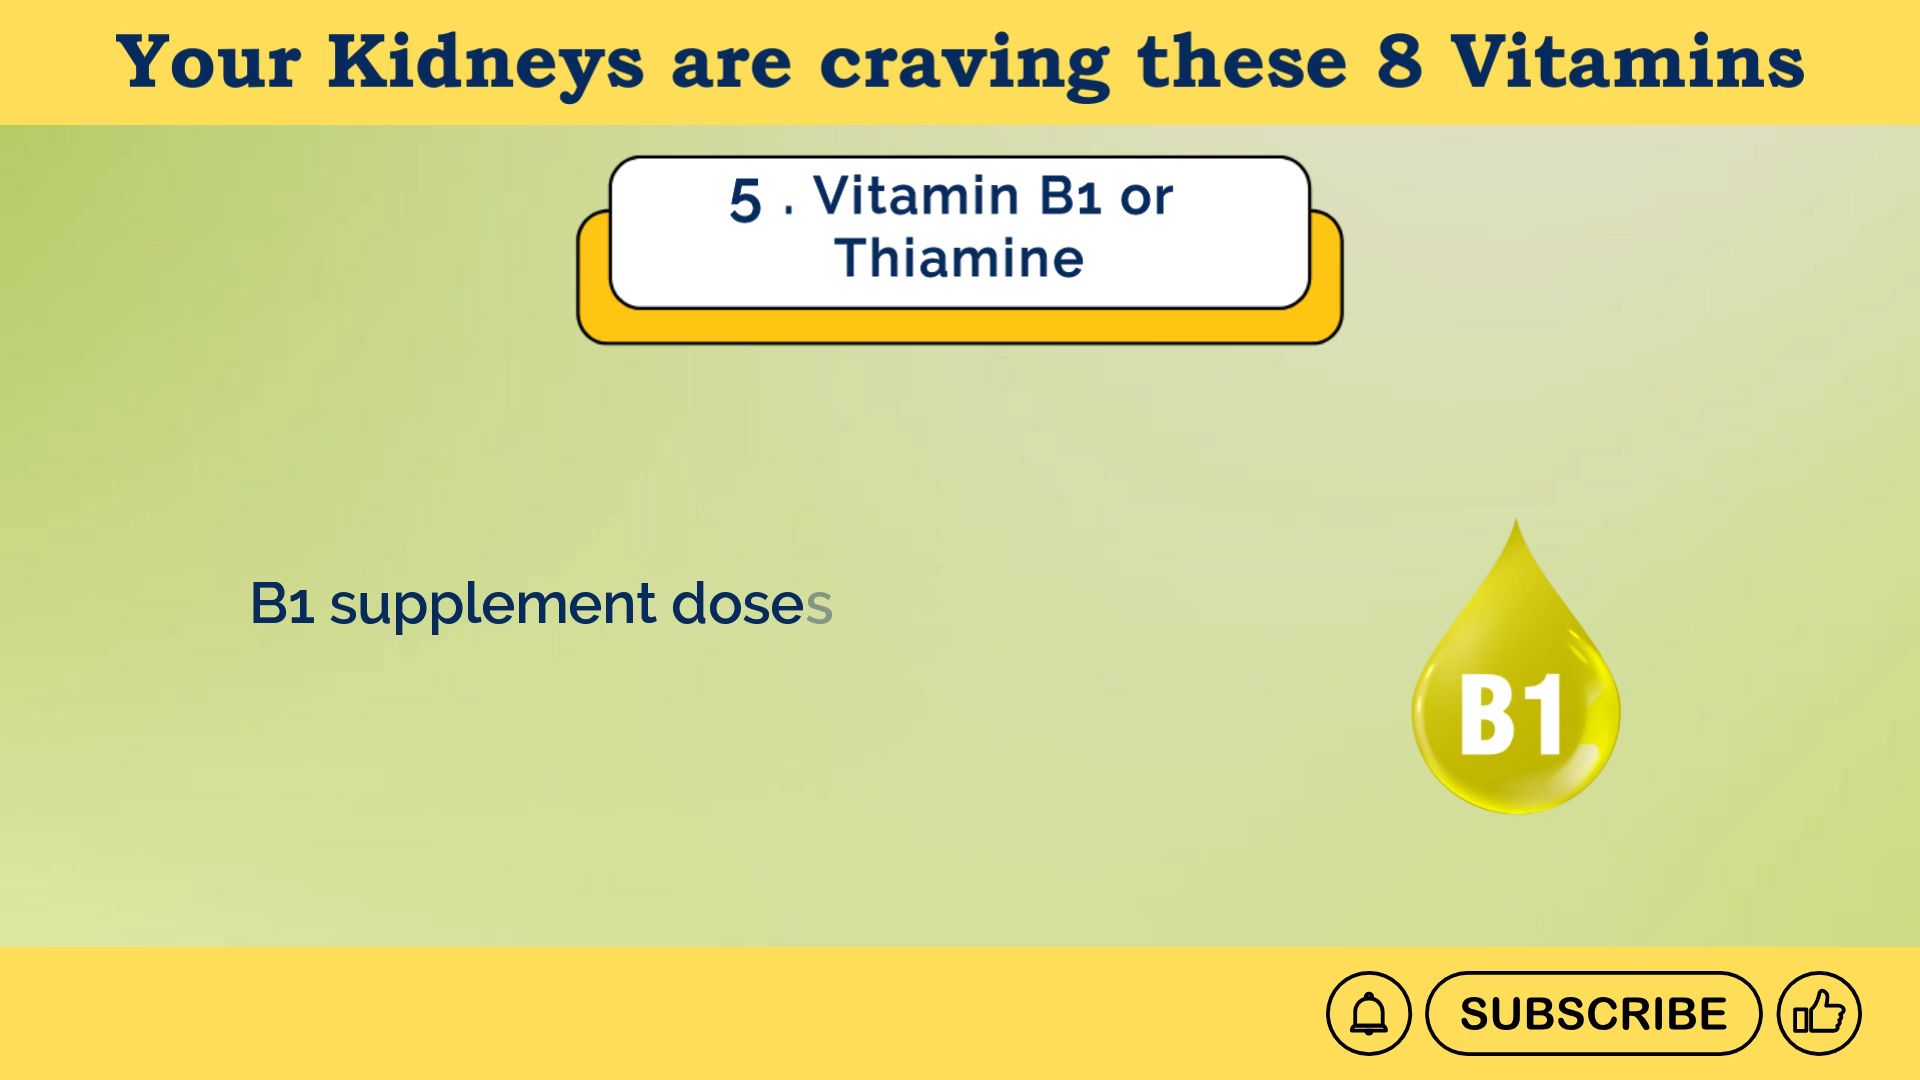 Your Kidneys are craving these 8 Vitamins
5 . Vitamin B1 or
Thiamine
B1 supplement doses
B1
SUBSCRIBE